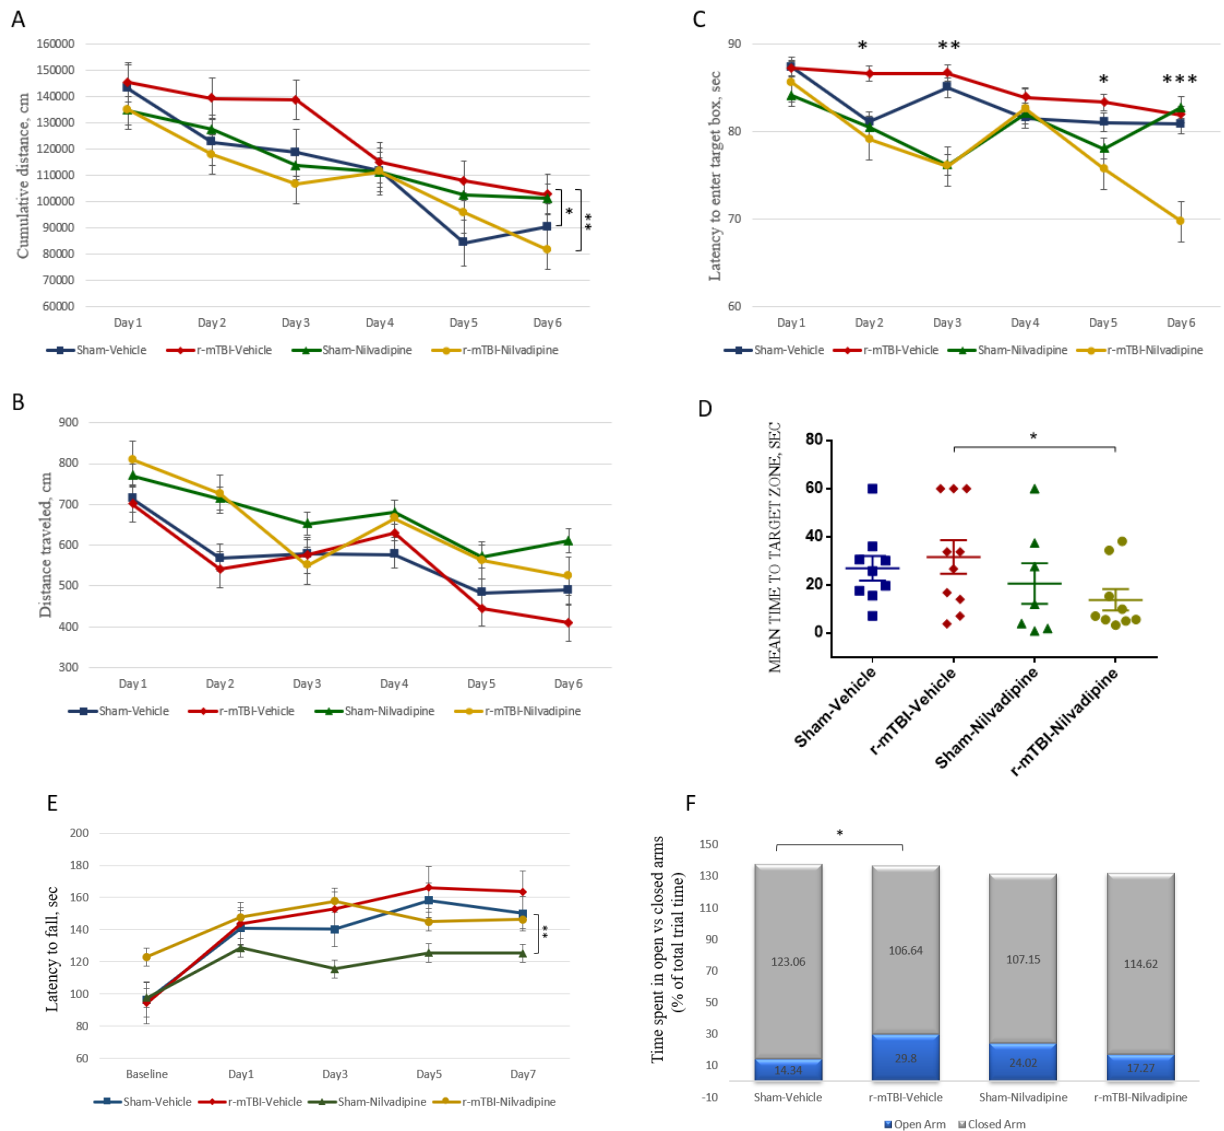 A
160000
150000
140000
130000
120000
110000
100000
90000
80000
70000
60000
Cumulative distance, cm
*
**
Day 1 Day 2 Day 3 Day 4 Day 5 Day 6
Sham-Vehicle r-mTBI-Vehicle Sham-Nilvadipine r-mTBI-Nilvadipine
C
90
80
70
60
Latency to enter target box, sec
* ** * ***
Day 1 Day 2 Day 3 Day 4 Day 5 Day 6
Sham-Vehicle r-mTBI-Vehicle Sham-Nilvadipine r-mTBI-Nilvadipine
B
900
800
700
600
500
400
300
Distance traveled, cm
Day 1 Day 2 Day 3 Day 4 Day 5 Day 6
Sham-Vehicle r-mTBI-Vehicle Sham-Nilvadipine r-mTBI-Nilvadipine
D
80
60
40
20
0
MEAN TIME TO TARGET ZONE, SEC
*
Sham-Vehicle
r-mTBI-Vehicle
Sham-Nilvadipine
r-mTBI-Nilvadipine
E
200
180
160
140
120
100
80
60
Latency to fall, sec
**
Baseline Day1 Day3 Day5 Day7
Sham-Vehicle r-mTBI-Vehicle Sham-Nilvadipine r-mTBI-Nilvadipine
F
150
130
110
90
70
50
30
10
-10
Time spent in open vs closed arms
(% of total trial time)
*
123.06 106.64 107.15 114.62
14.34 29.8 24.02 17.27
Sham-Vehicle r-mTBI-Vehicle Sham-Nilvadipine r-mTBI-Nilvadipine
Open Arm Closed Arm